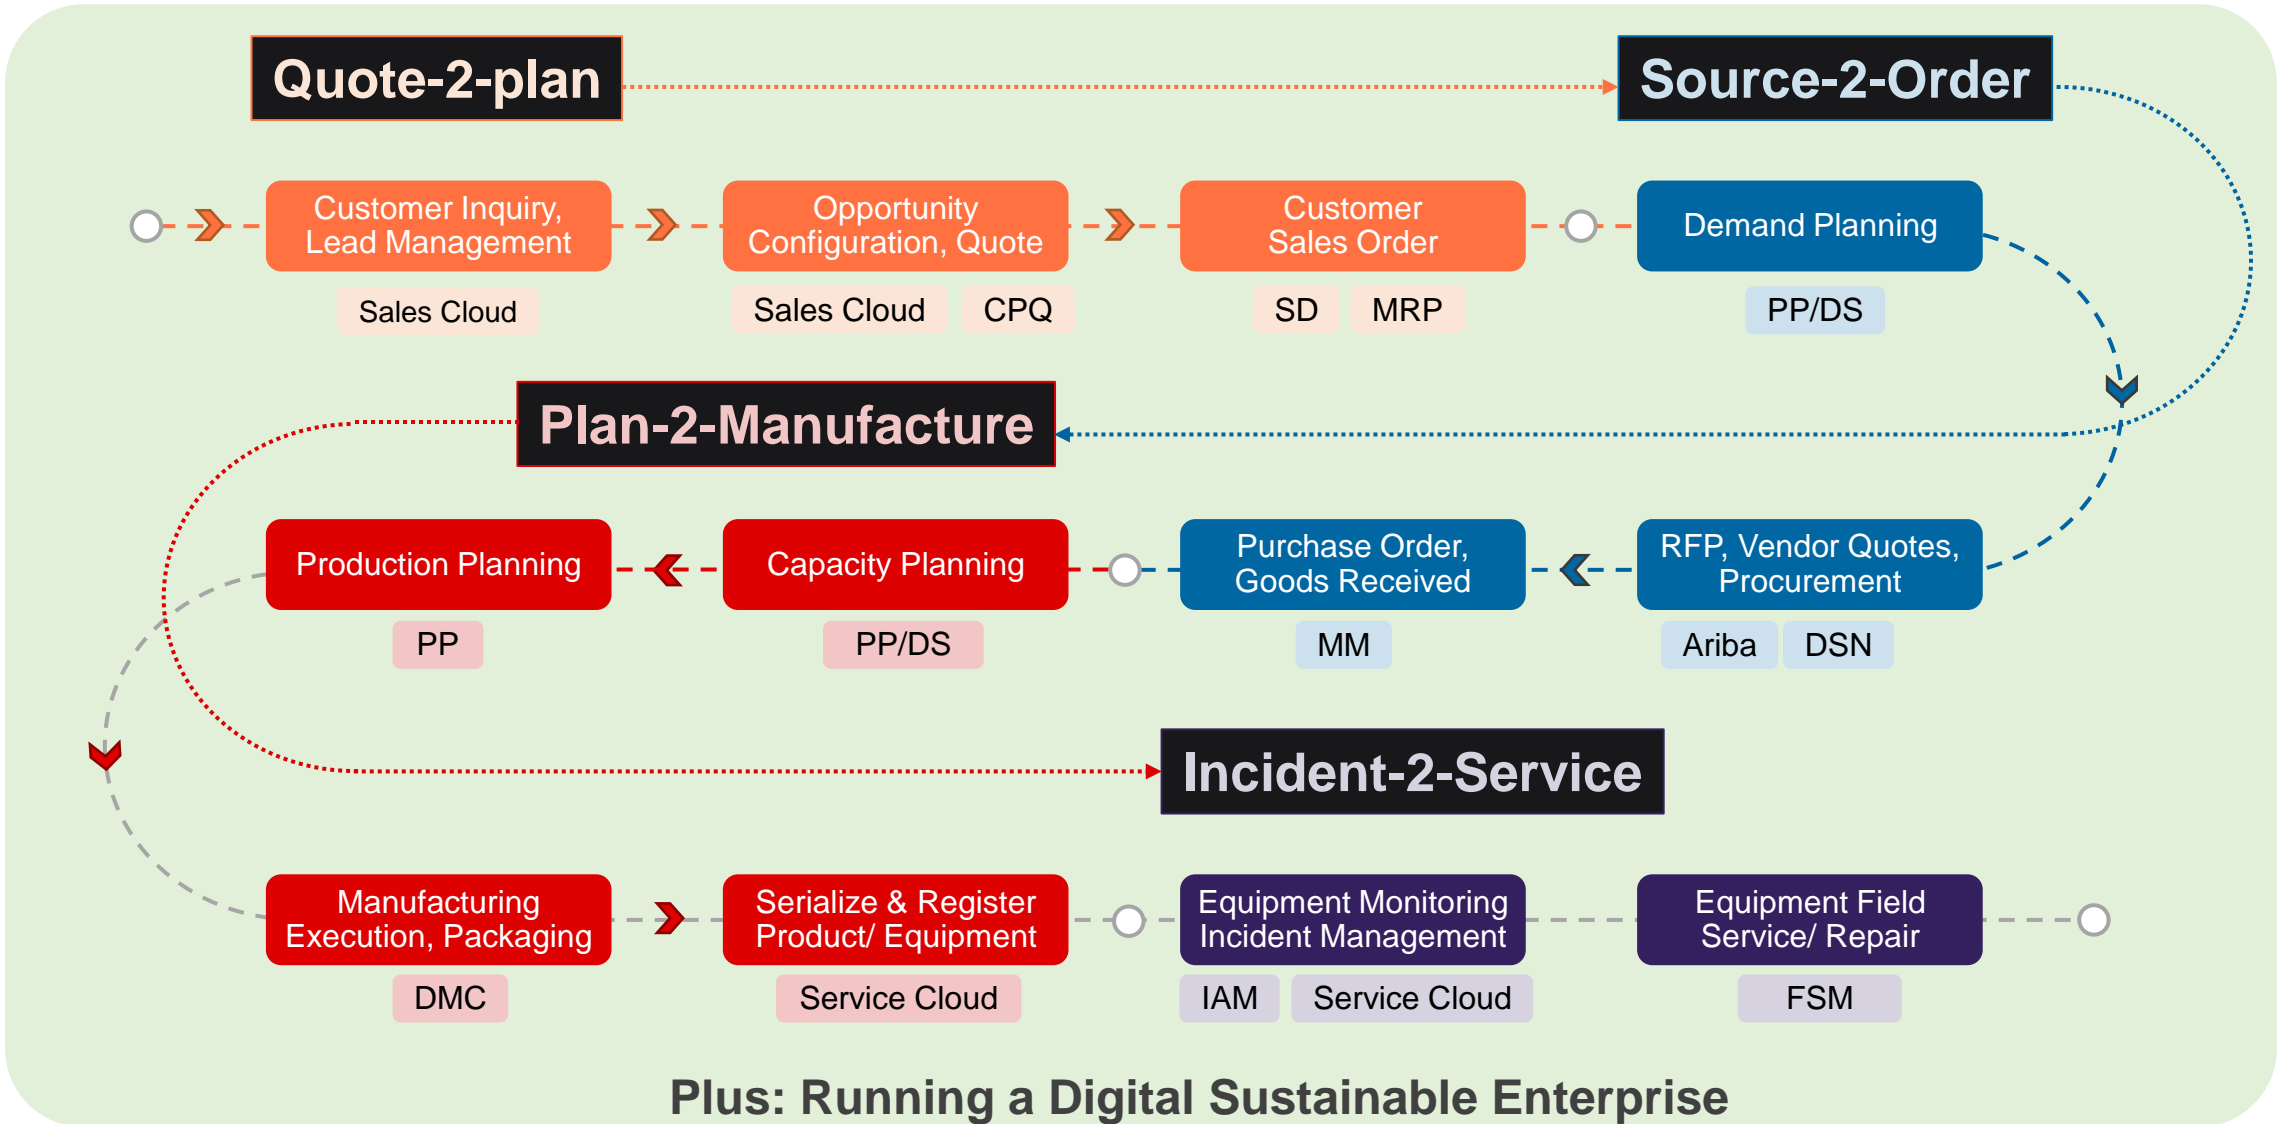 Quote-2-plan
Source-2-Order
Customer Inquiry,
Lead Management
Opportunity
Configuration, Quote
Customer
Sales Order
Demand Planning
Sales Cloud
Sales Cloud
CPQ
SD
MRP
PP/DS
Plan-2-Manufacture
Production Planning
Capacity Planning
Purchase Order,
Goods Received
RFP, Vendor Quotes,
Procurement
PP
PP/DS
MM
Ariba
DSN
Incident-2-Service
Manufacturing
Execution, Packaging
Serialize & Register
Product/ Equipment
Equipment Monitoring
Incident Management
Equipment Field
Service/ Repair
DMC
Service Cloud
IAM
Service Cloud
FSM
Plus: Running a Digital Sustainable Enterprise